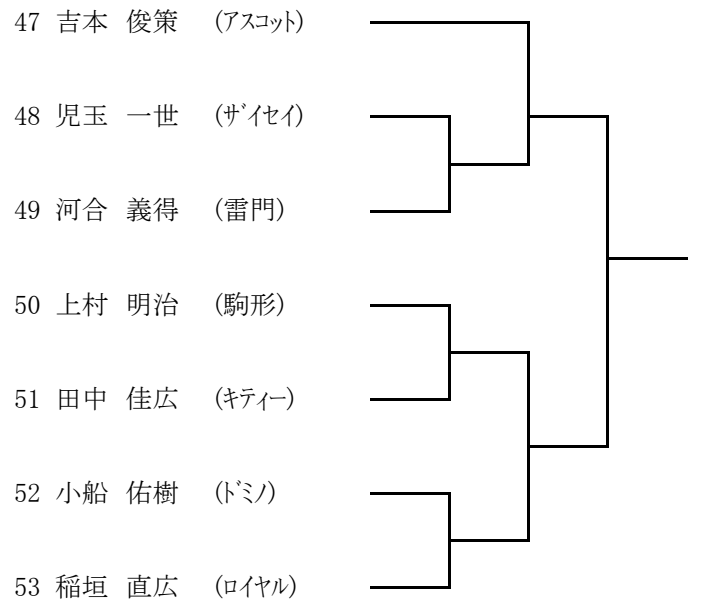 47 吉本 俊策 (ｱｽｺｯﾄ)
48 児玉 一世 (ｻﾞｲｾｲ)
49 河合 義得 (雷門)
50 上村 明治 (駒形)
51 田中 佳広 (ｷﾃｨｰ)
52 小船 佑樹 (ﾄﾞﾐﾉ)
53 稲垣 直広 (ﾛｲﾔﾙ)